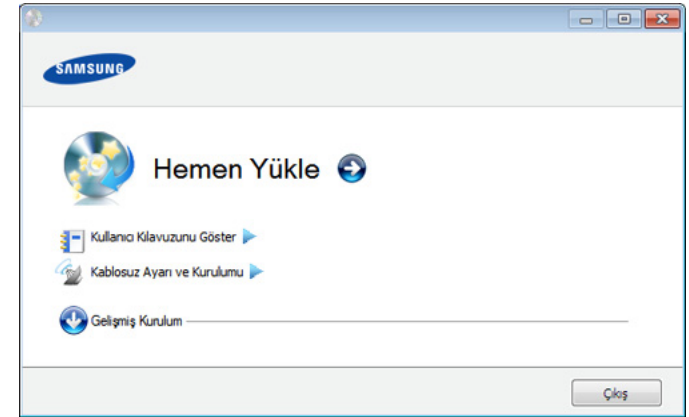 SAMSUNG
Hemen Yükle
Kullanıcı Kılavuzunu Göster
Kablosuz Ayarı ve Kurulumu
Gelişmiş Kurulum
Çıkış